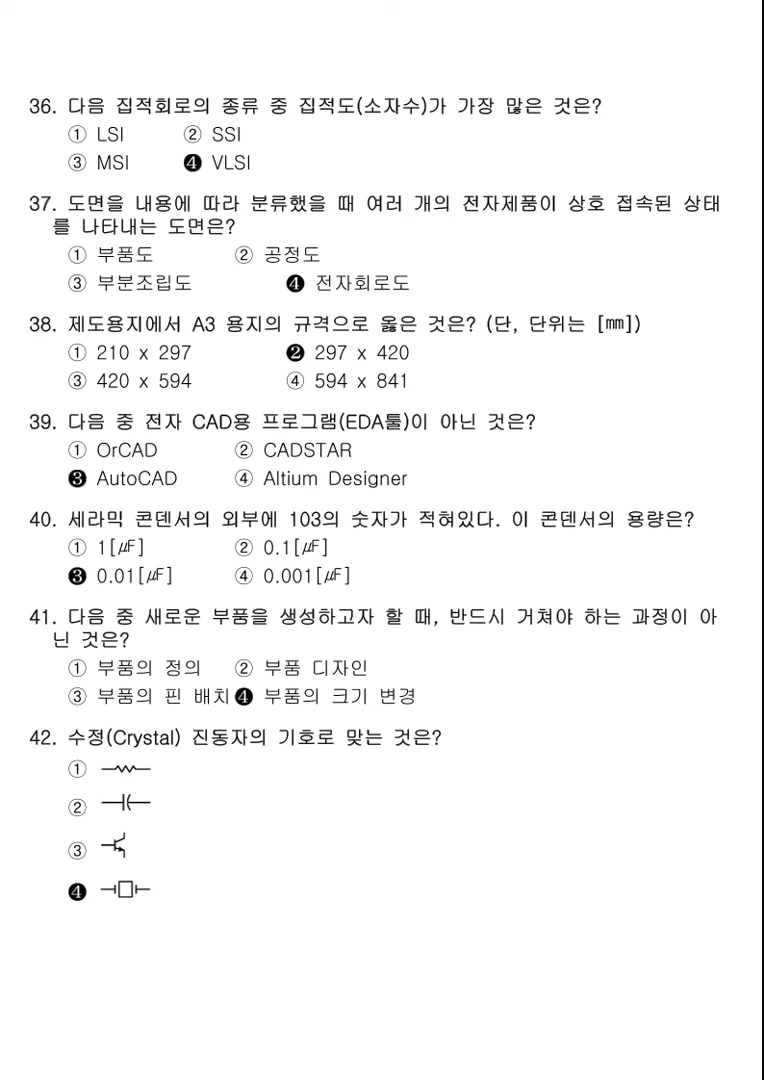 36. 다음 집적회로의 종류 중 집적도(소자수)가 가장 많은 것은?
① LSI ② SSI
③ MSI ❹ VLSI
37. 도면을 내용에 따라 분류했을 때 여러 개의 전자제품이 상호 접속된 상태
를 나타내는 도면은?
① 부품도 ② 공정도
③ 부분조립도 ❹ 전자회로도
38. 제도용지에서 A3 용지의 규격으로 옳은 것은? (단, 단위는 [㎜])
① 210 x 297 ❷ 297 x 420
③ 420 x 594 ④ 594 x 841
39. 다음 중 전자 CAD용 프로그램(EDA툴)이 아닌 것은?
① OrCAD ② CADSTAR
❸ AutoCAD ④ Altium Designer
40. 세라믹 콘덴서의 외부에 103의 숫자가 적혀있다. 이 콘덴서의 용량은?
① 1[㎌] ② 0.1[㎌]
❸ 0.01[㎌] ④ 0.001[㎌]
41. 다음 중 새로운 부품을 생성하고자 할 때, 반드시 거쳐야 하는 과정이 아
닌 것은?
① 부품의 정의 ② 부품 디자인
③ 부품의 핀 배치 ❹ 부품의 크기 변경
42. 수정(Crystal) 진동자의 기호로 맞는 것은?
①
②
③
❹